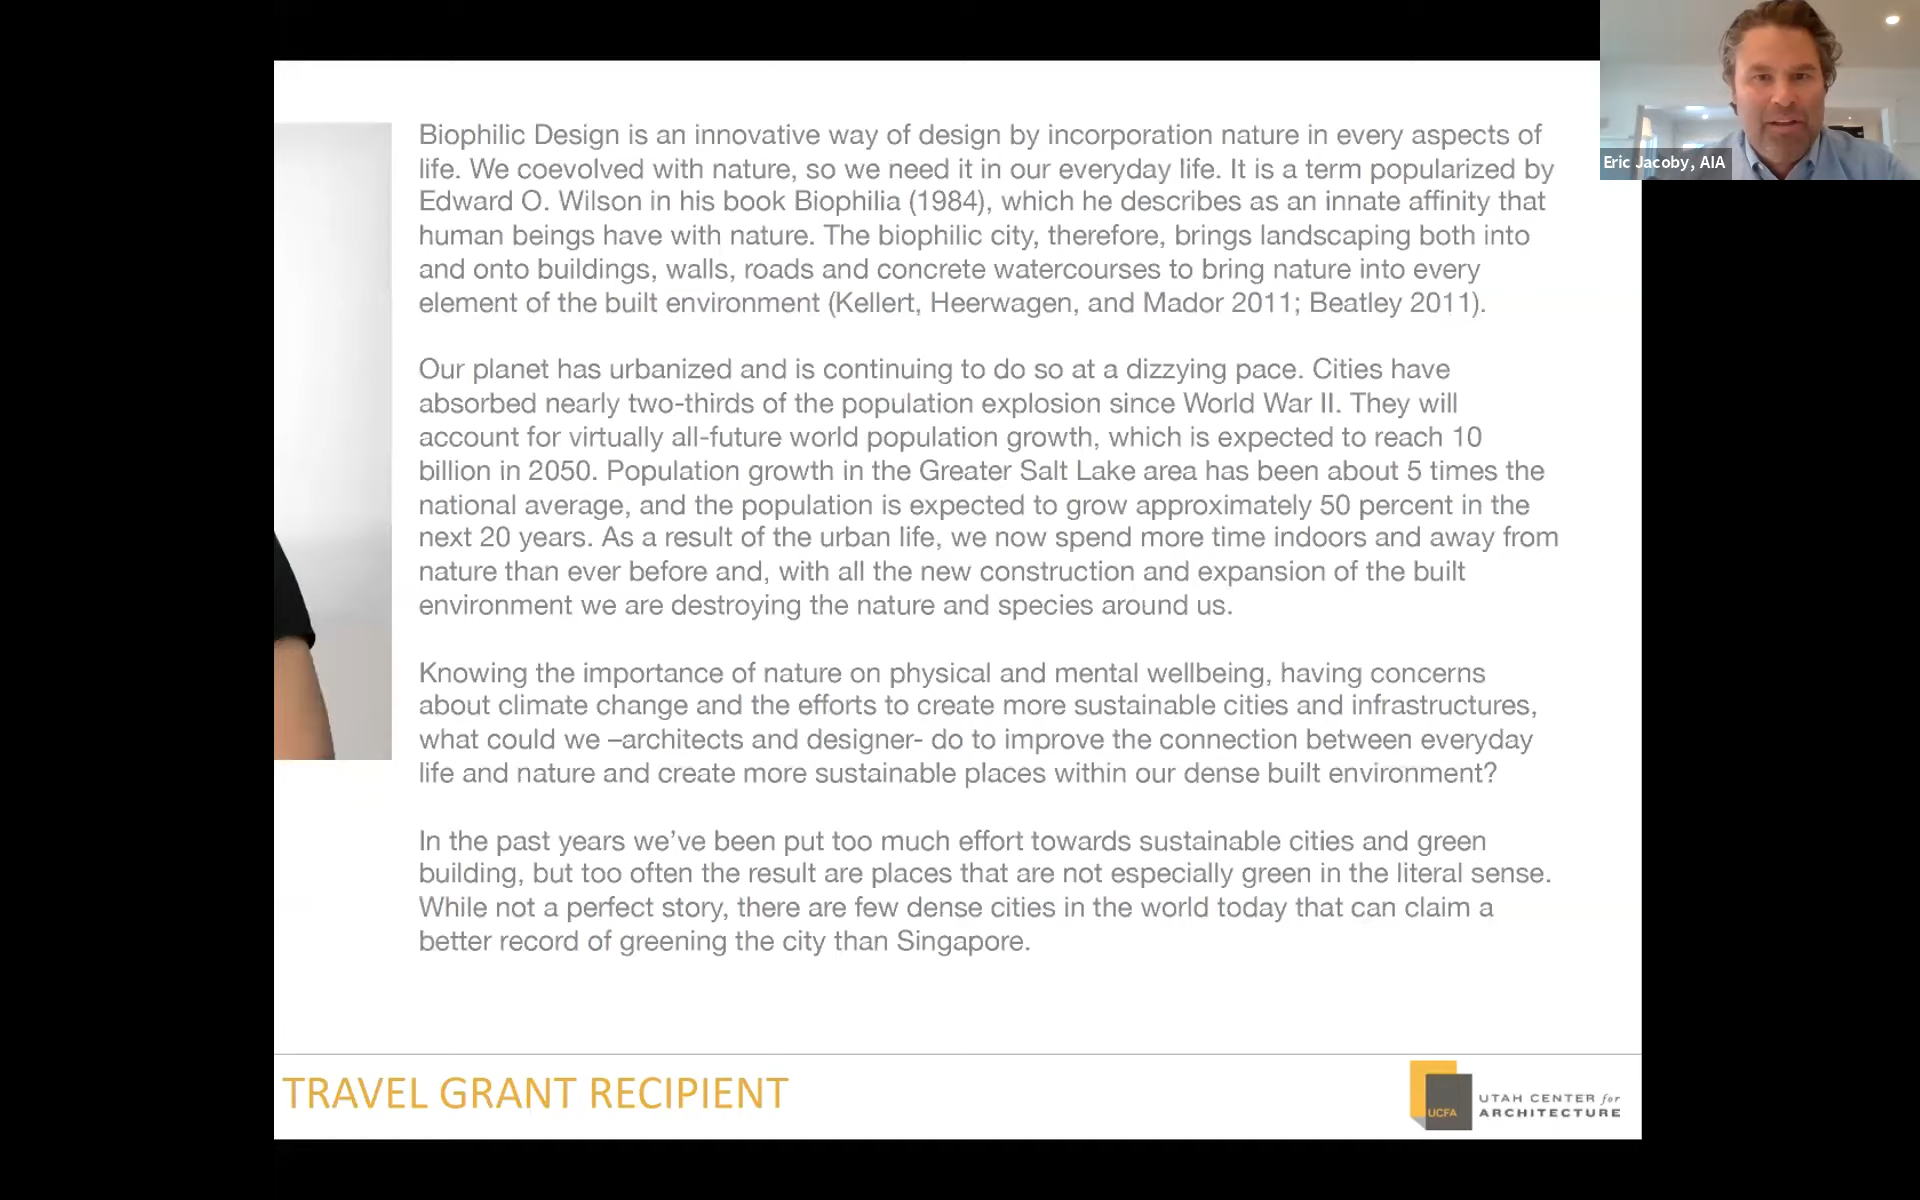 Biophilic Design is an innovative way of design by incorporation nature in every aspects of
life. We coevolved with nature, so we need it in our everyday life. It is a term popularized by
Edward O. Wilson in his book Biophilia (1984), which he describes as an innate affinity that
human beings have with nature. The biophilic city, therefore, brings landscaping both into
and onto buildings, walls, roads and concrete watercourses to bring nature into every
element of the built environment (Kellert, Heerwagen, and Mador 2011; Beatley 2011).
Our planet has urbanized and is continuing to do so at a dizzying pace. Cities have
absorbed nearly two-thirds of the population explosion since World War II. They will
account for virtually all-future world population growth, which is expected to reach 10
billion in 2050. Population growth in the Greater Salt Lake area has been about 5 times the
national average, and the population is expected to grow approximately 50 percent in the
next 20 years. As a result of the urban life, we now spend more time indoors and away from
nature than ever before and, with all the new construction and expansion of the built
environment we are destroying the nature and species around us.
Knowing the importance of nature on physical and mental wellbeing, having concerns
about climate change and the efforts to create more sustainable cities and infrastructures,
what could we –architects and designer- do to improve the connection between everyday
life and nature and create more sustainable places within our dense built environment?
In the past years we’ve been put too much effort towards sustainable cities and green
building, but too often the result are places that are not especially green in the literal sense.
While not a perfect story, there are few dense cities in the world today that can claim a
better record of greening the city than Singapore.
Eric Jacoby, AIA
TRAVEL GRANT RECIPIENT
UCFA
UTAH CENTER for
ARCHITECTURE